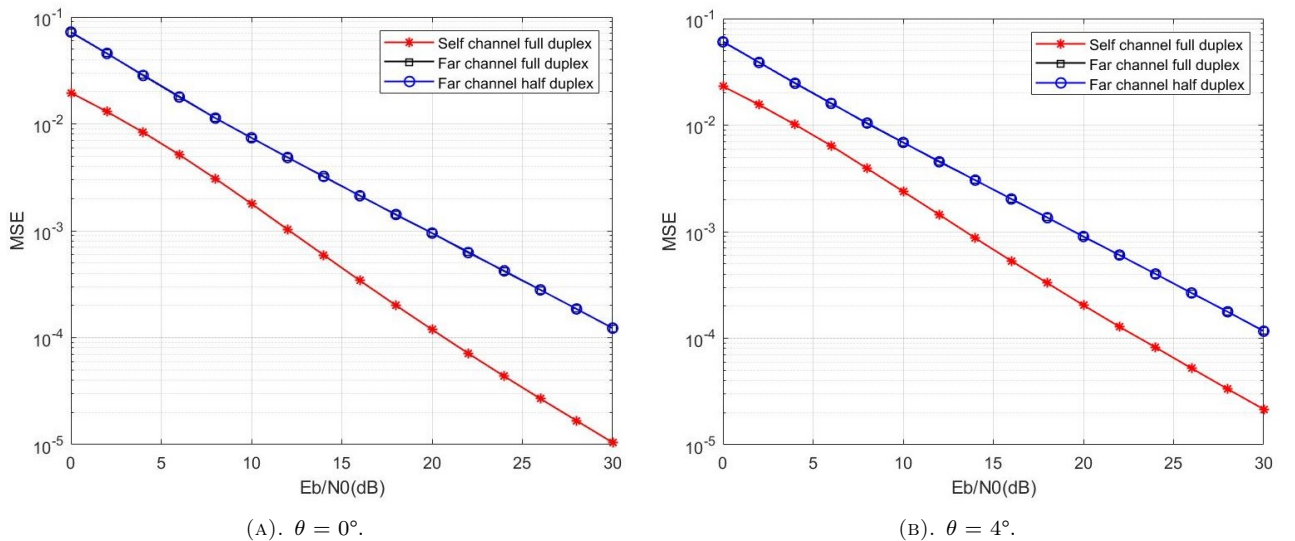 10^-1
10^-2
10^-3
10^-4
10^-5
MSE
0 5 10 15 20 25 30
Eb/N0(dB)
Self channel full duplex
Far channel full duplex
Far channel half duplex
(A). θ = 0°.
10^-1
10^-2
10^-3
10^-4
10^-5
MSE
0 5 10 15 20 25 30
Eb/N0(dB)
Self channel full duplex
Far channel full duplex
Far channel half duplex
(B). θ = 4°.